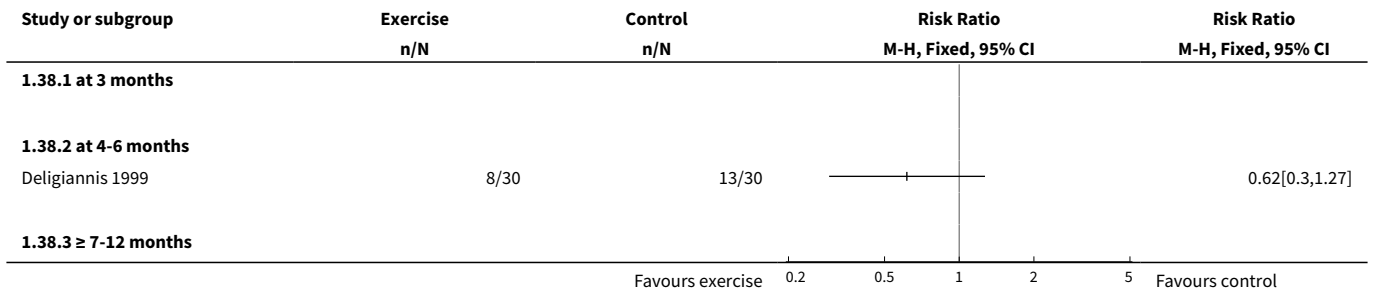 Study or subgroup Exercise Control Risk Ratio Risk Ratio
n/N n/N M-H, Fixed, 95% CI M-H, Fixed, 95% CI
1.38.1 at 3 months
1.38.2 at 4-6 months
Deligiannis 1999 8/30 13/30 0.62[0.3,1.27]
1.38.3 ≥ 7-12 months
Favours exercise 0.2 0.5 1 2 5 Favours control